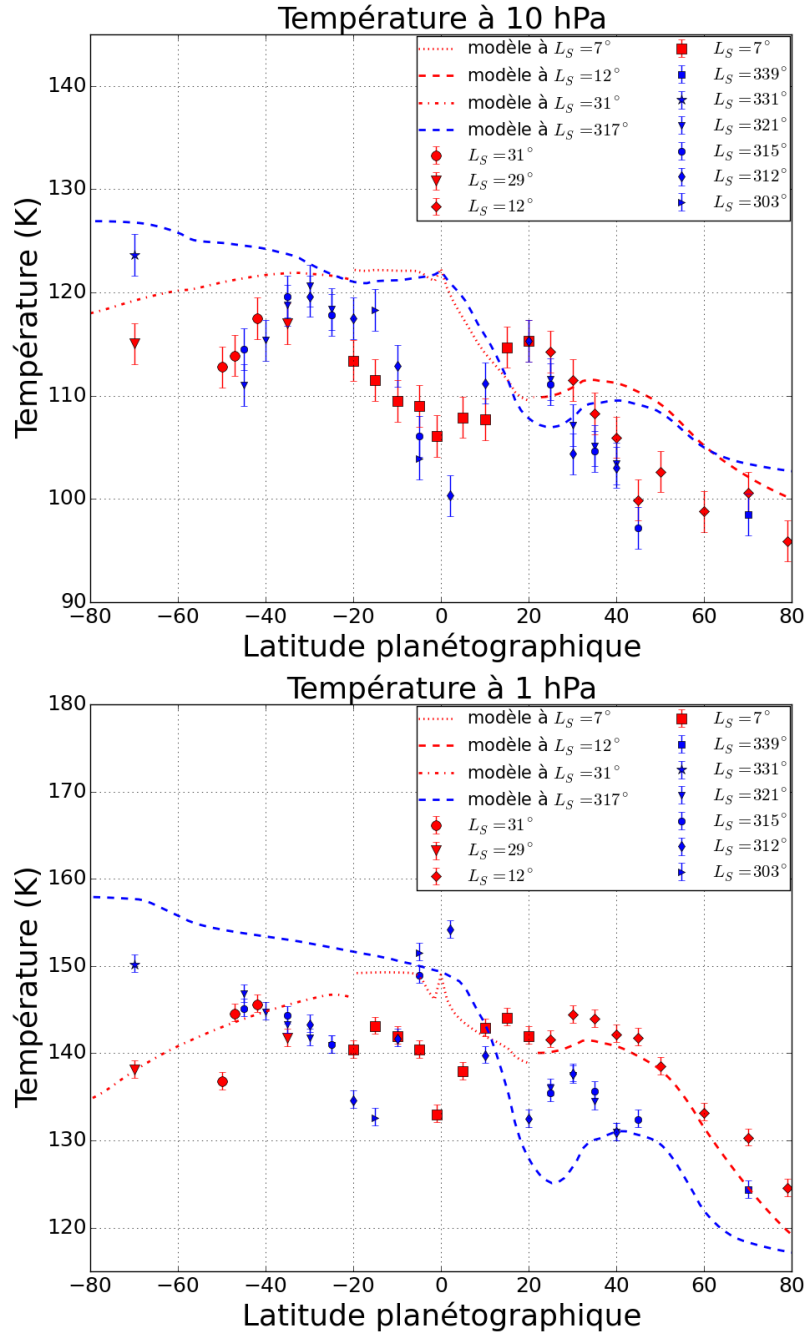 Température à 10 hPa
modèle à L_S =7°
modèle à L_S =12°
modèle à L_S =31°
modèle à L_S =317°
L_S =31°
L_S =29°
L_S =12°
L_S =7°
L_S =339°
L_S =331°
L_S =321°
L_S =315°
L_S =312°
L_S =303°
Température (K)
140
130
120
110
100
90
−80 −60 −40 −20 0 20 40 60 80
Latitude planétographique
Température à 1 hPa
modèle à L_S =7°
modèle à L_S =12°
modèle à L_S =31°
modèle à L_S =317°
L_S =31°
L_S =29°
L_S =12°
L_S =7°
L_S =339°
L_S =331°
L_S =321°
L_S =315°
L_S =312°
L_S =303°
Température (K)
180
170
160
150
140
130
120
−80 −60 −40 −20 0 20 40 60 80
Latitude planétographique